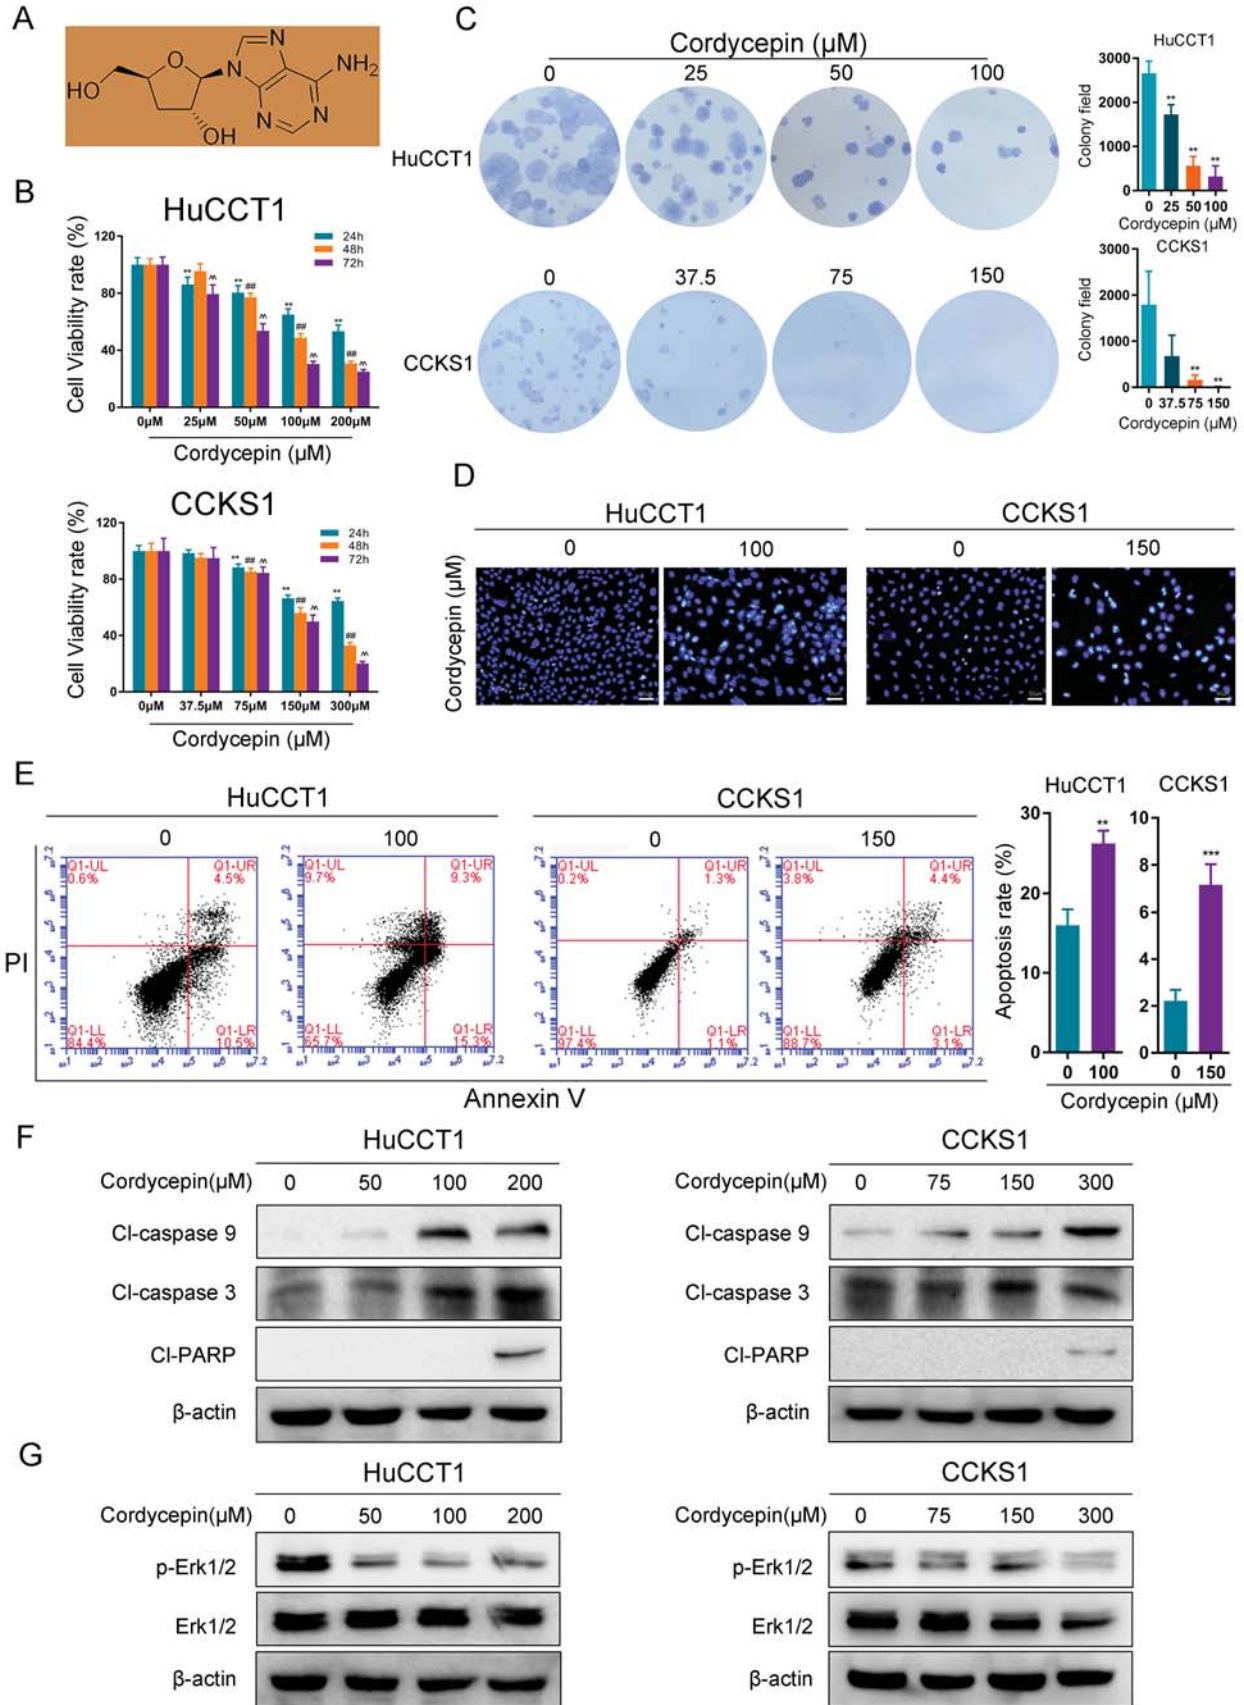 A
HO
O
N
N
NH₂
N
N
OH
B
HuCCT1
Cell Viability rate (%)
120
80
40
0
24h
48h
72h
**
^^
**
##
^^
**
##
^^
**
##
^^
0µM 25µM 50µM 100µM 200µM
Cordycepin (µM)
CCKS1
Cell Viability rate (%)
120
80
40
0
24h
48h
72h
** ## ^^
** ## ^^
** ## ^^
0µM 37.5µM 75µM 150µM 300µM
Cordycepin (µM)
C
Cordycepin (µM)
0 25 50 100
HuCCT1
0 37.5 75 150
CCKS1
HuCCT1
Colony field
3000
2000
1000
0
** ** **
0 25 50 100
Cordycepin (µM)
CCKS1
Colony field
3000
2000
1000
0
** **
0 37.5 75 150
Cordycepin (µM)
D
HuCCT1 CCKS1
0 100 0 150
Cordycepin (µM)
E
HuCCT1 CCKS1
0 100 0 150
PI
Q1-UL Q1-UR
0.6% 4.5%
Q1-LL Q1-LR
84.4% 10.5%
Q1-UL Q1-UR
9.7% 9.3%
Q1-LL Q1-LR
65.7% 15.3%
Q1-UL Q1-UR
0.2% 1.3%
Q1-LL Q1-LR
97.4% 1.1%
Q1-UL Q1-UR
3.8% 4.4%
Q1-LL Q1-LR
88.7% 3.1%
Annexin V
HuCCT1 CCKS1
Apoptosis rate (%)
30
20
10
0
**
0 100
10
8
6
4
2
0
***
0 150
Cordycepin (µM)
F
HuCCT1
Cordycepin(µM) 0 50 100 200
Cl-caspase 9
Cl-caspase 3
Cl-PARP
β-actin
CCKS1
Cordycepin(µM) 0 75 150 300
Cl-caspase 9
Cl-caspase 3
Cl-PARP
β-actin
G
HuCCT1
Cordycepin(µM) 0 50 100 200
p-Erk1/2
Erk1/2
β-actin
CCKS1
Cordycepin(µM) 0 75 150 300
p-Erk1/2
Erk1/2
β-actin